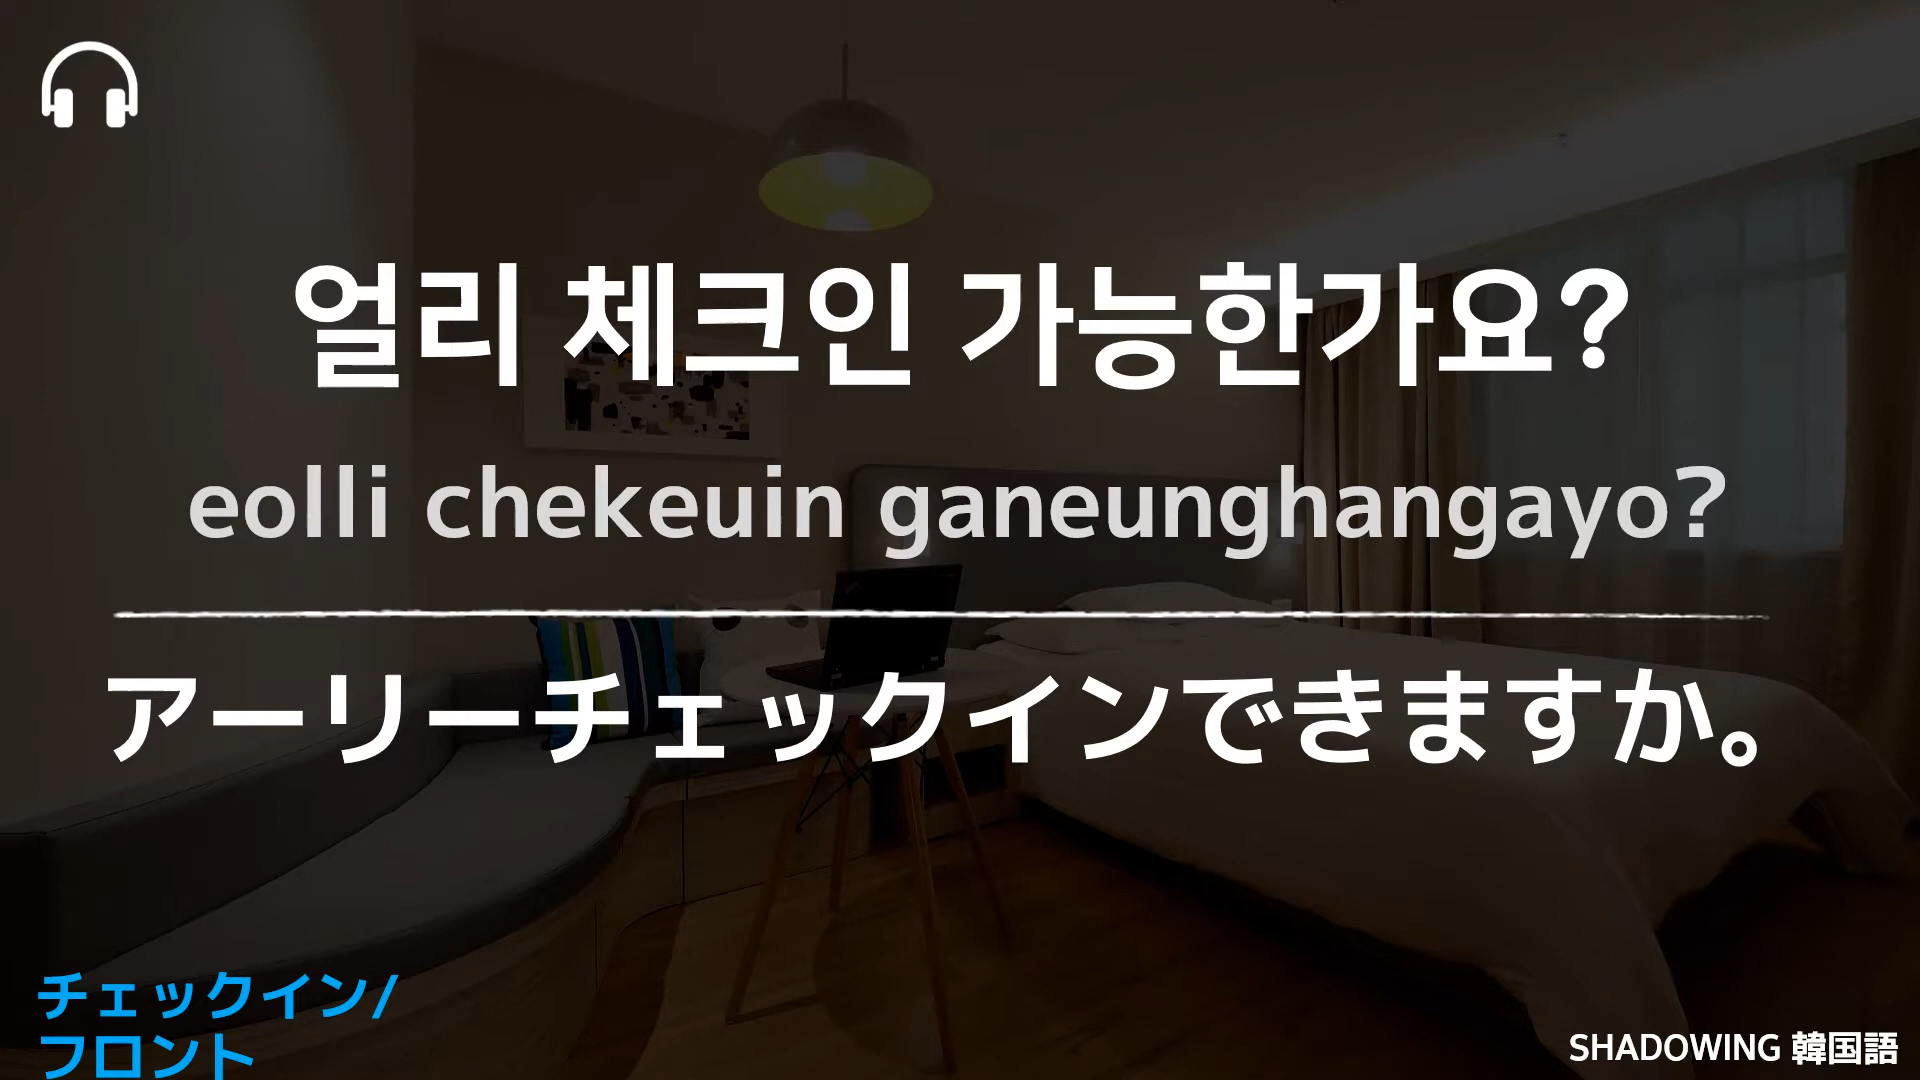 얼리 체크인 가능한가요?
eolli chekeuin ganeunghangayo?
アーリーチェックインできますか。
チェックイン/
フロント
SHADOWING 韓国語